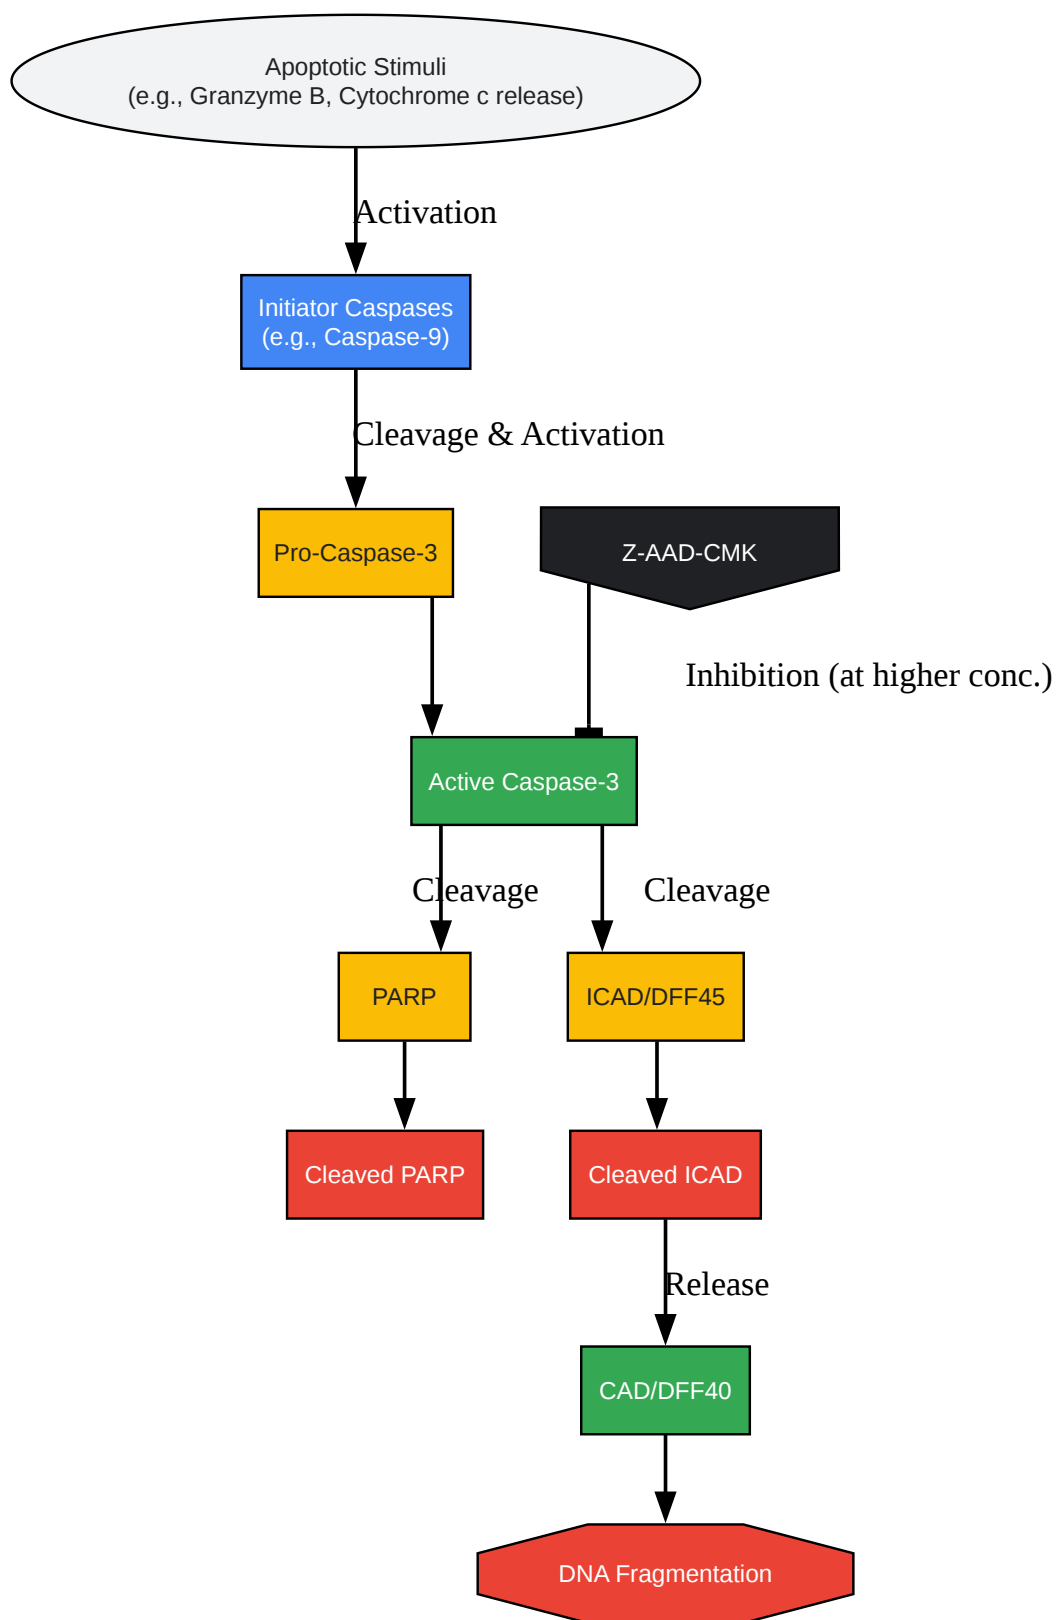 Apoptotic Stimuli
(e.g., Granzyme B, Cytochrome c release)
Activation
Initiator Caspases
(e.g., Caspase-9)
Cleavage & Activation
Pro-Caspase-3
Z-AAD-CMK
Inhibition (at higher conc.)
Active Caspase-3
Cleavage
Cleavage
PARP
ICAD/DFF45
Cleaved PARP
Cleaved ICAD
Release
CAD/DFF40
DNA Fragmentation